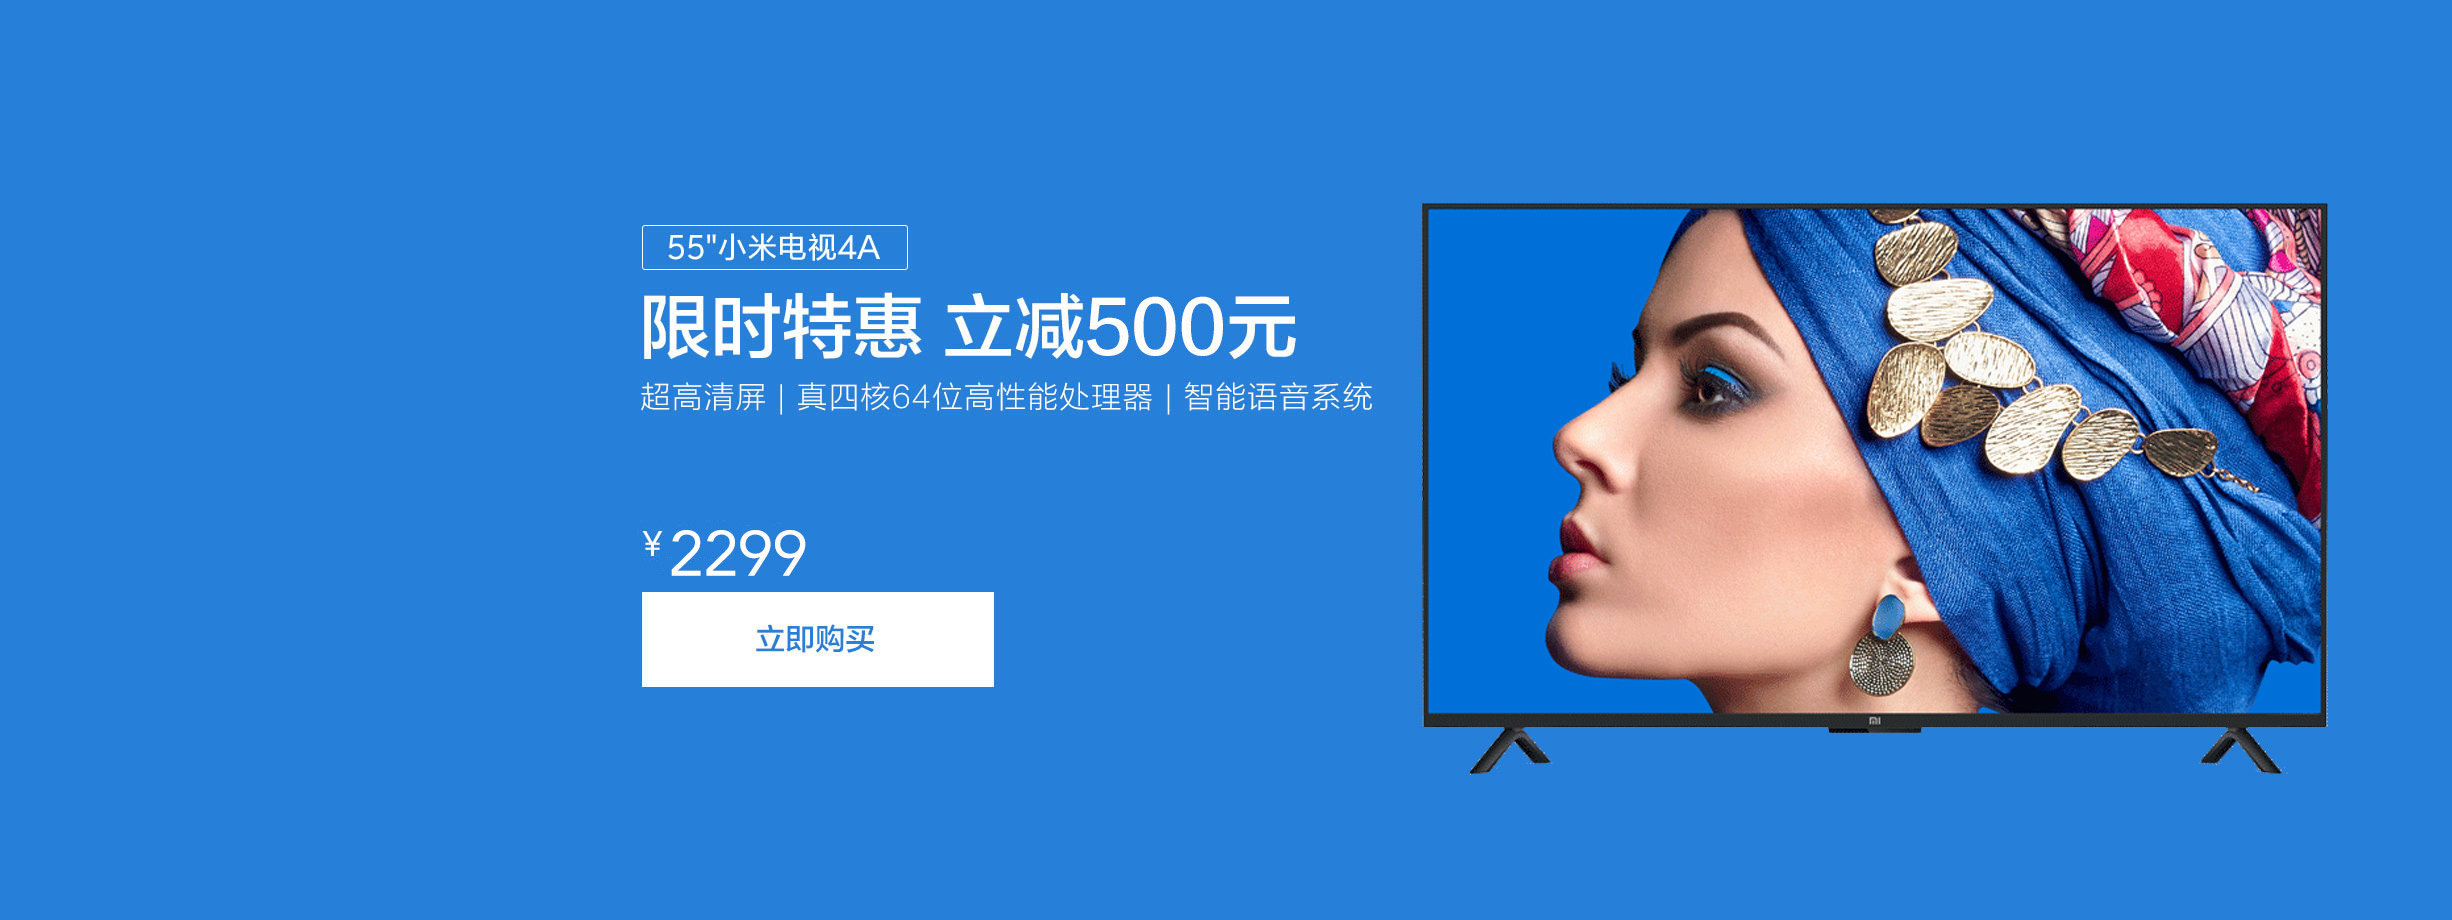 55"小米电视4A
限时特惠 立减500元
超高清屏 | 真四核64位高性能处理器 | 智能语音系统
¥2299
立即购买
mi